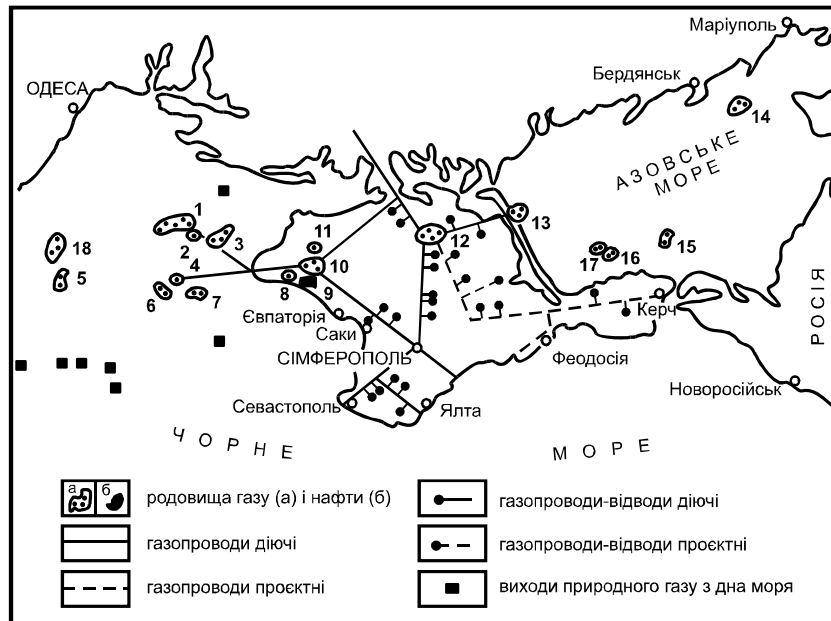 Маріуполь
ОДЕСА
Бердянськ
14
АЗОВСЬКЕ
МОРЕ
1
2
3
11
13
12
18
4
10
17
16
15
5
6
7
8
9
Євпаторія
Саки
СІМФЕРОПОЛЬ
Керч
РОСІЯ
Феодосія
Новоросійськ
Севастополь
Ялта
ЧОРНЕ
МОРЕ
а
б
родовища газу (а) і нафти (б)
газопроводи діючі
газопроводи проєктні
газопроводи-відводи діючі
газопроводи-відводи проєктні
виходи природного газу з дна моря